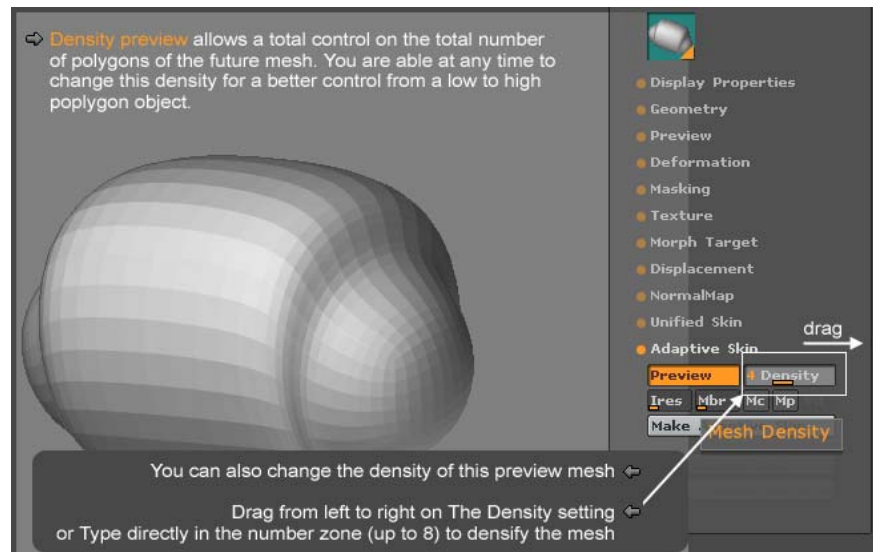 Density preview allows a total control on the total number
of polygons of the future mesh. You are able at any time to
change this density for a better control from a low to high
poplygon object.
Display Properties
Geometry
Preview
Deformation
Masking
Texture
Morph Target
Displacement
NormalMap
Unified Skin
drag
Adaptive Skin
Preview 4 Density
Ires Mbr Mc Mp
Make
Mesh Density
You can also change the density of this preview mesh
Drag from left to right on The Density setting
or Type directly in the number zone (up to 8) to densify the mesh